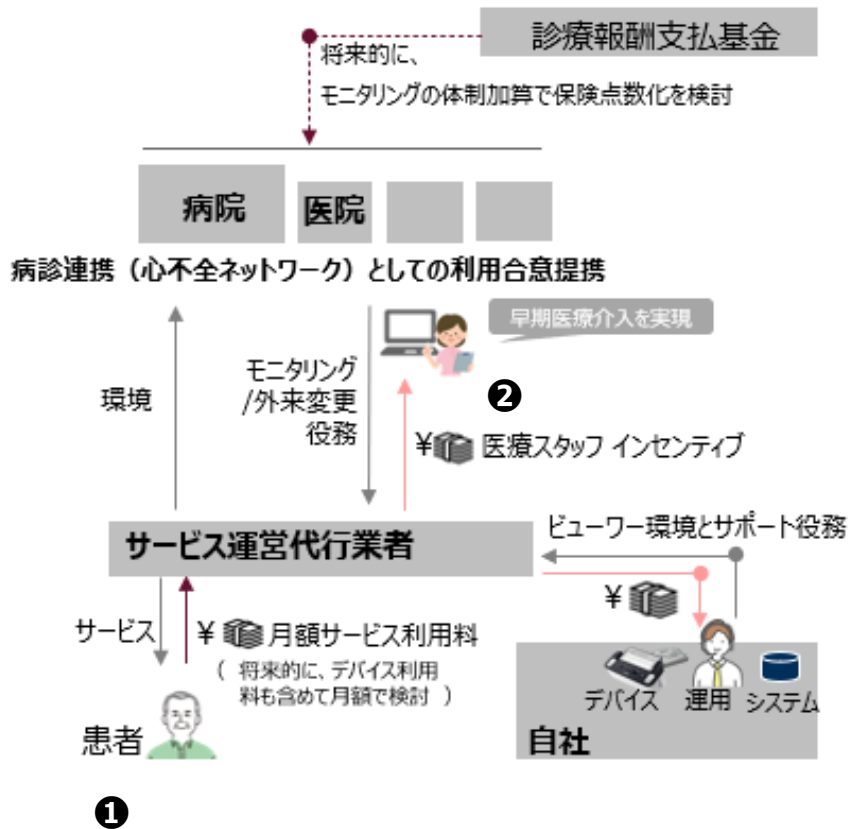 診療報酬支払基金
将来的に、
モニタリングの体制加算で保険点数化を検討
病院
医院
病診連携（心不全ネットワーク）としての利用合意提携
早期医療介入を実現
環境
モニタリング
/外来変更
役務
❷
¥ 医療スタッフ インセンティブ
サービス運営代行業者
ビューワー環境とサポート役務
¥
サービス
¥ 月額サービス利用料
（ 将来的に、デバイス利用
料も含めて月額で検討 ）
デバイス
運用
システム
患者
自社
❶